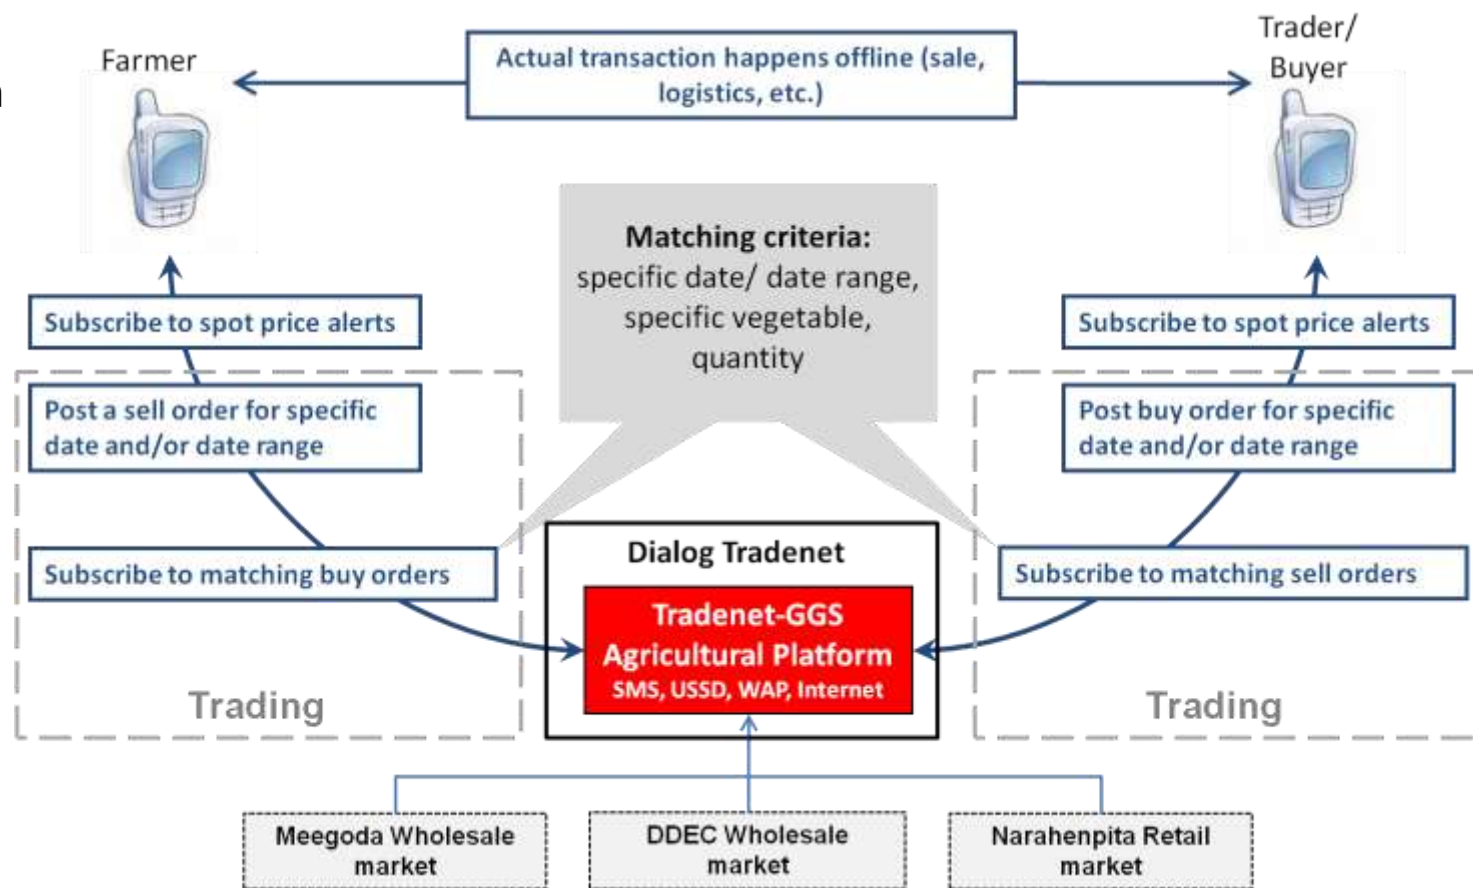 Farmer
Actual transaction happens offline (sale,
logistics, etc.)
Trader/
Buyer
Matching criteria:
specific date/ date range,
specific vegetable,
quantity
Subscribe to spot price alerts
Post a sell order for specific
date and/or date range
Subscribe to matching buy orders
Trading
Subscribe to spot price alerts
Post buy order for specific
date and/or date range
Subscribe to matching sell orders
Trading
Dialog Tradenet
Tradenet-GGS
Agricultural Platform
SMS, USSD, WAP, Internet
Meegoda Wholesale
market
DDEC Wholesale
market
Narahenpita Retail
market